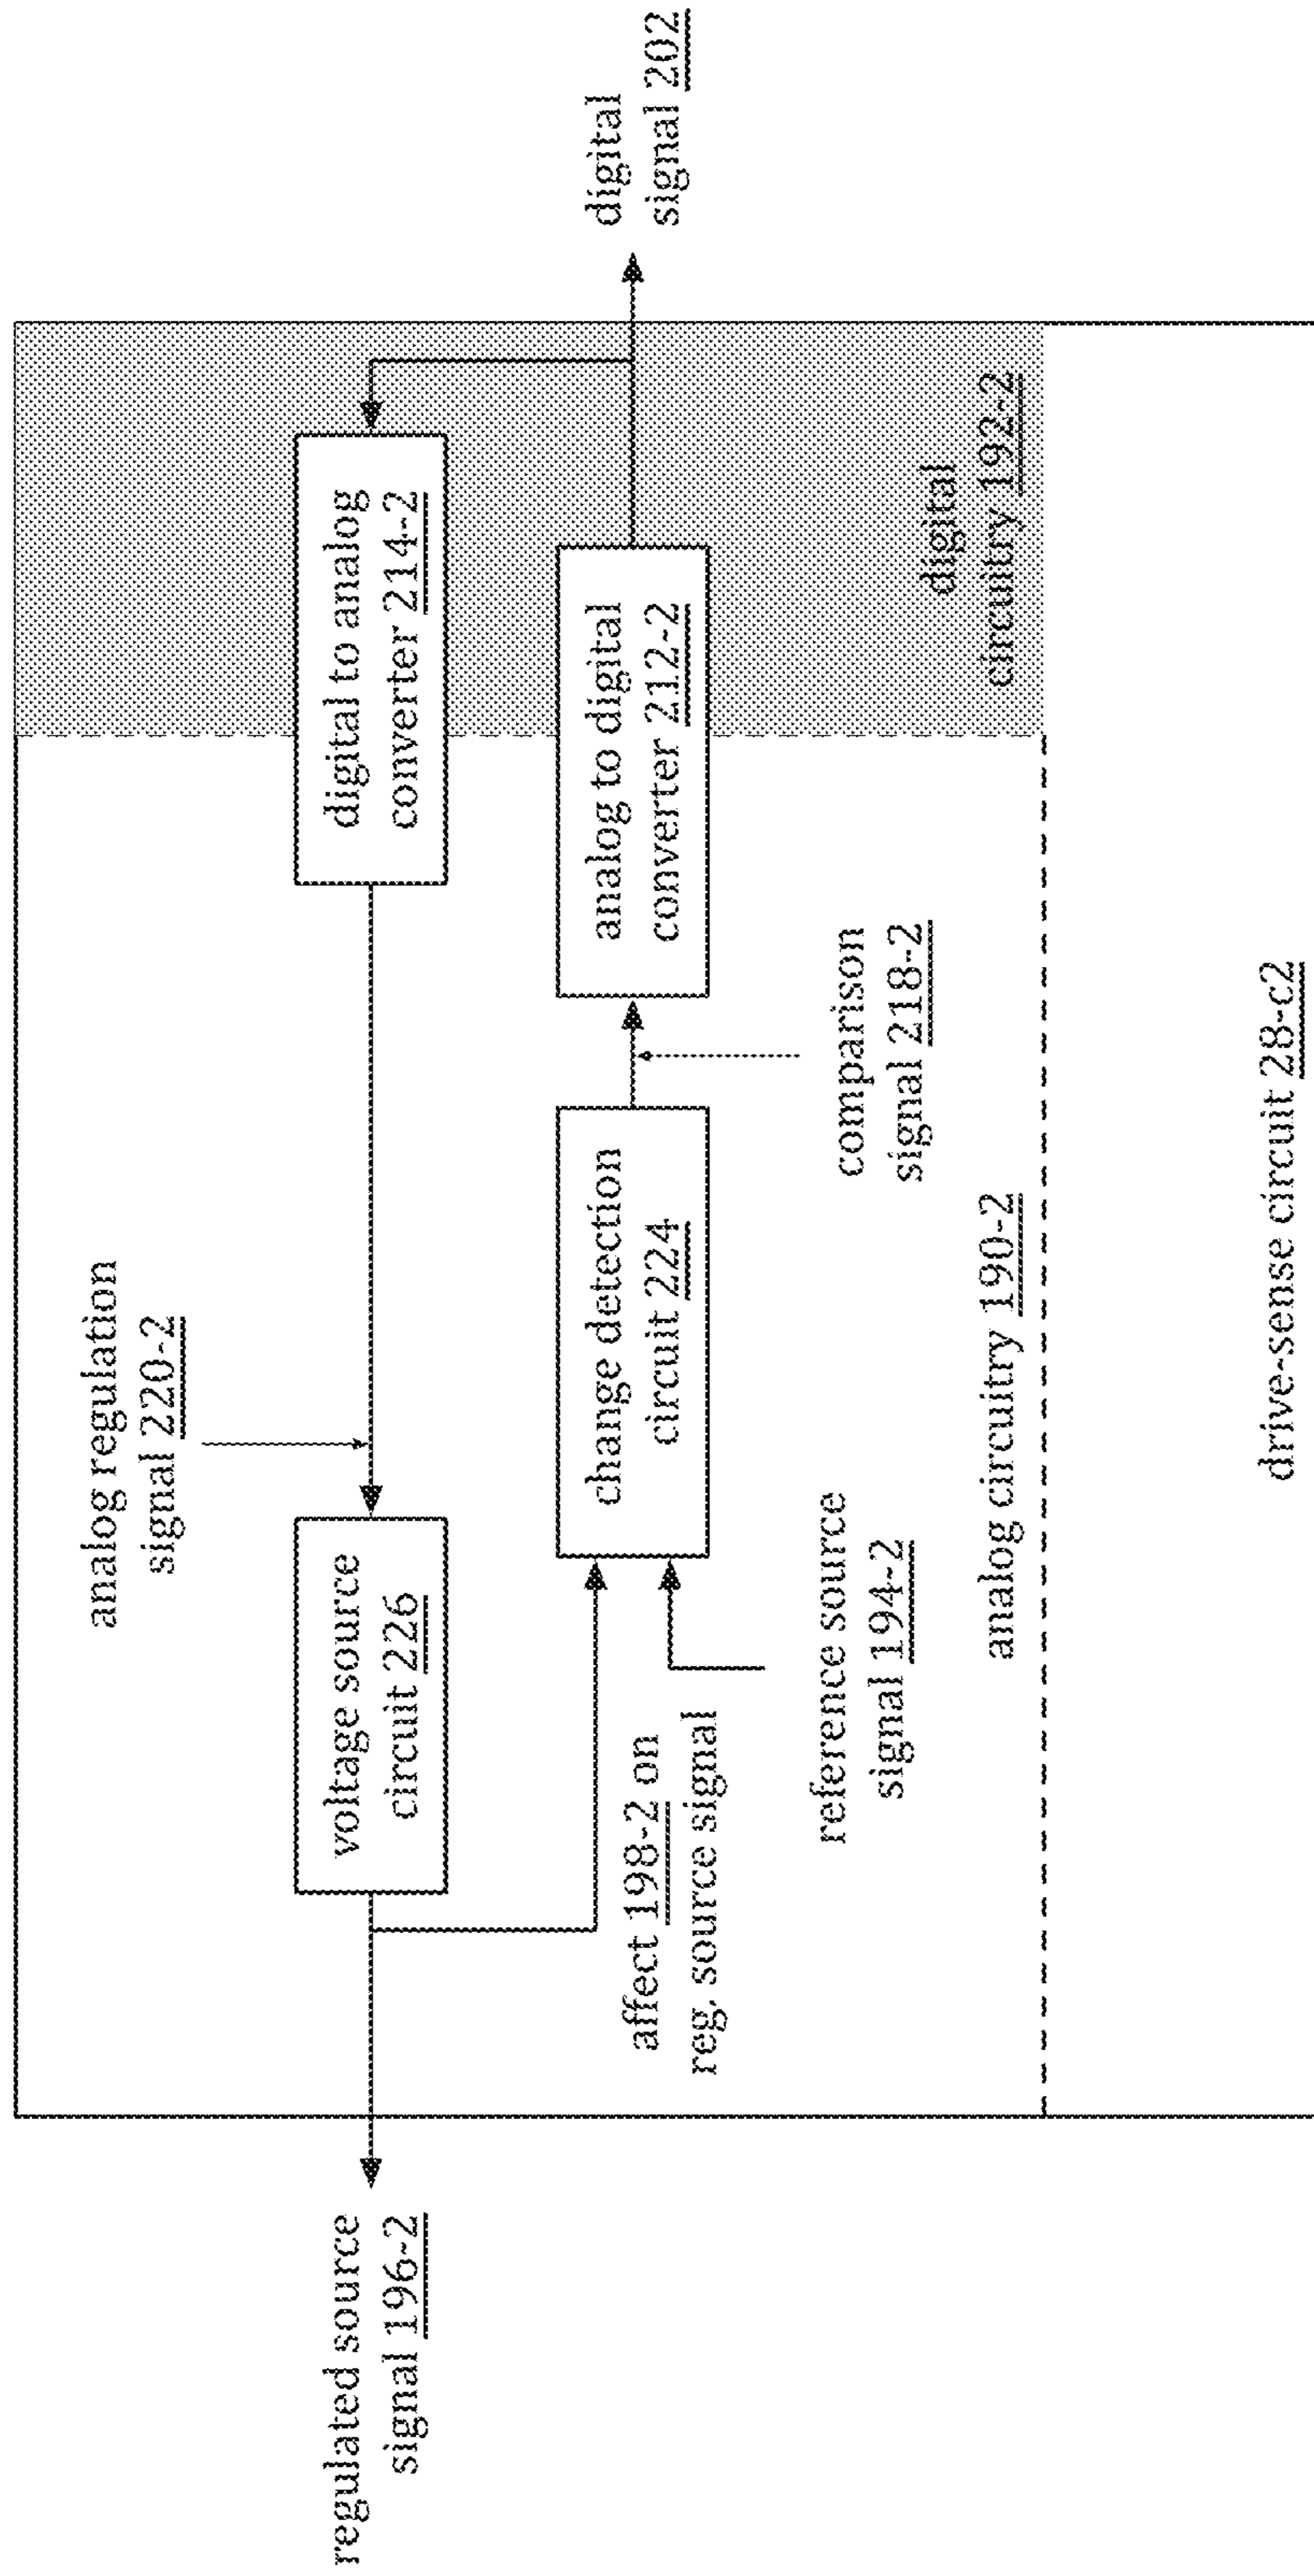 analog regulation
signal 220-2
regulated source
signal 196-2
voltage source
circuit 226
digital to analog
converter 214-2
affect 198-2 on
reg. source signal
change detection
circuit 224
analog to digital
converter 212-2
digital
signal 202
reference source
signal 194-2
comparison
signal 218-2
analog circuitry 190-2
digital
circuitry 192-2
drive-sense circuit 28-c2